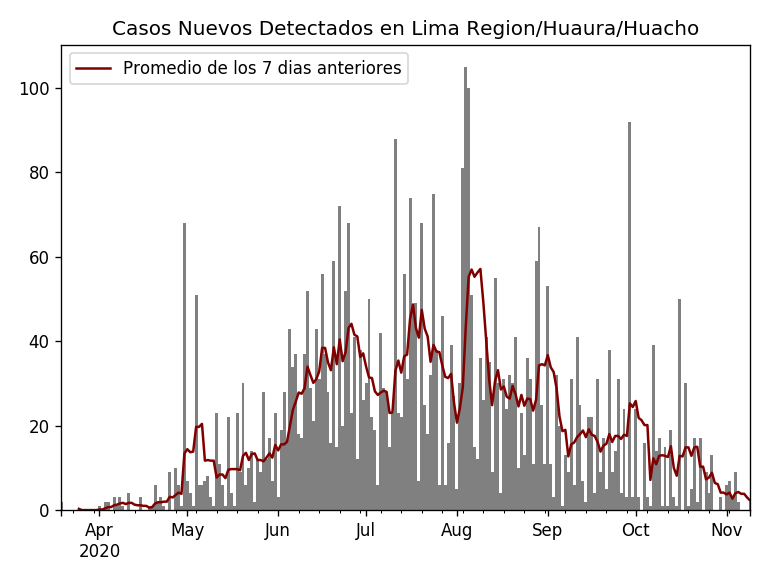 Casos Nuevos Detectados en Lima Region/Huaura/Huacho
Promedio de los 7 dias anteriores
100
80
60
40
20
0
Apr May Jun Jul Aug Sep Oct Nov
2020